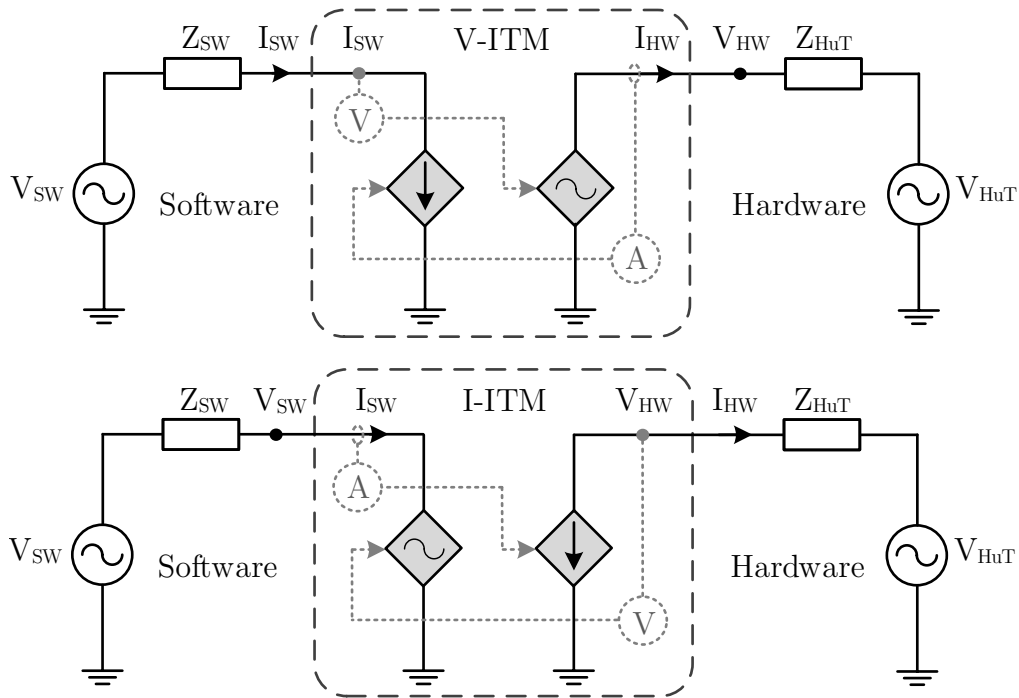 Z_SW I_SW I_SW V-ITM I_HW V_HW Z_HuT
V
V_SW Software Hardware V_HuT
A
Z_SW V_SW I_SW I-ITM V_HW I_HW Z_HuT
A
V_SW Software Hardware V_HuT
V